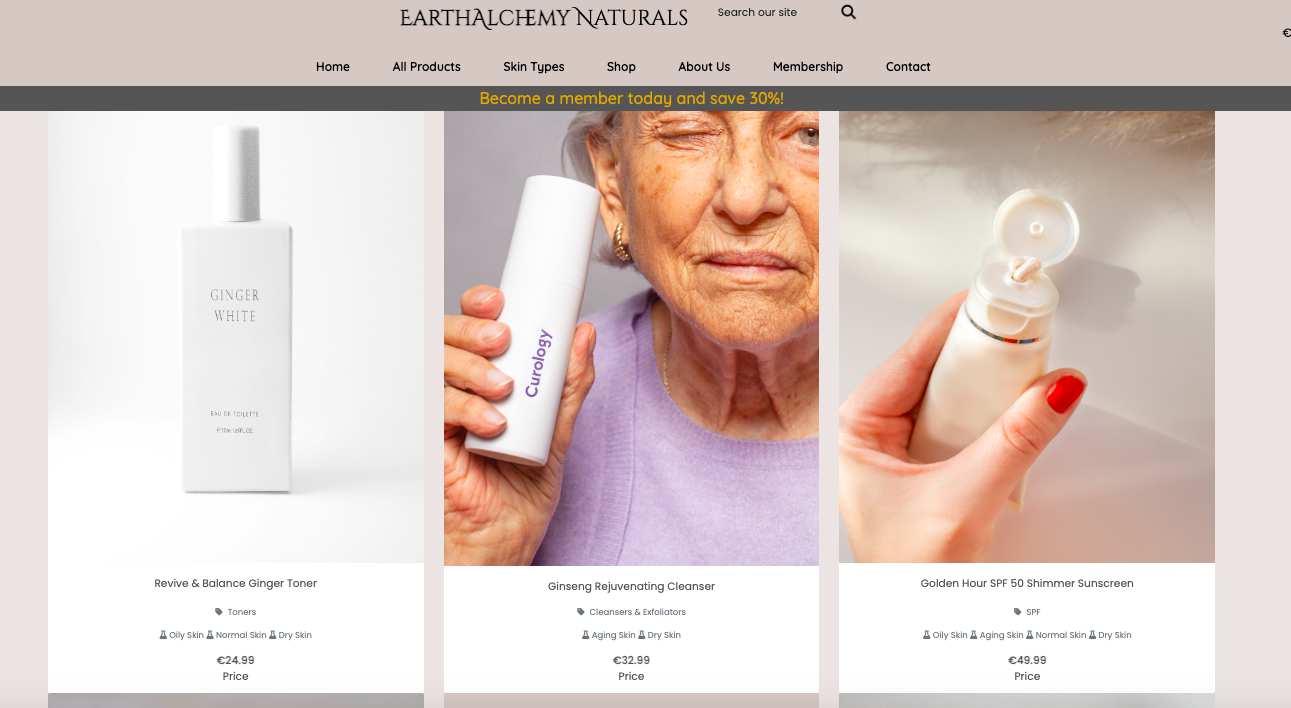 EarthAlchemy Naturals
Search our site
€
Home All Products Skin Types Shop About Us Membership Contact
Become a member today and save 30%!
GINGER
WHITE
EAU DE TOILETTE
Curology
Revive & Balance Ginger Toner
Toners
Oily Skin Normal Skin Dry Skin
€24.99
Price
Ginseng Rejuvenating Cleanser
Cleansers & Exfoliators
Aging Skin Dry Skin
€32.99
Price
Golden Hour SPF 50 Shimmer Sunscreen
SPF
Oily Skin Aging Skin Normal Skin Dry Skin
€49.99
Price